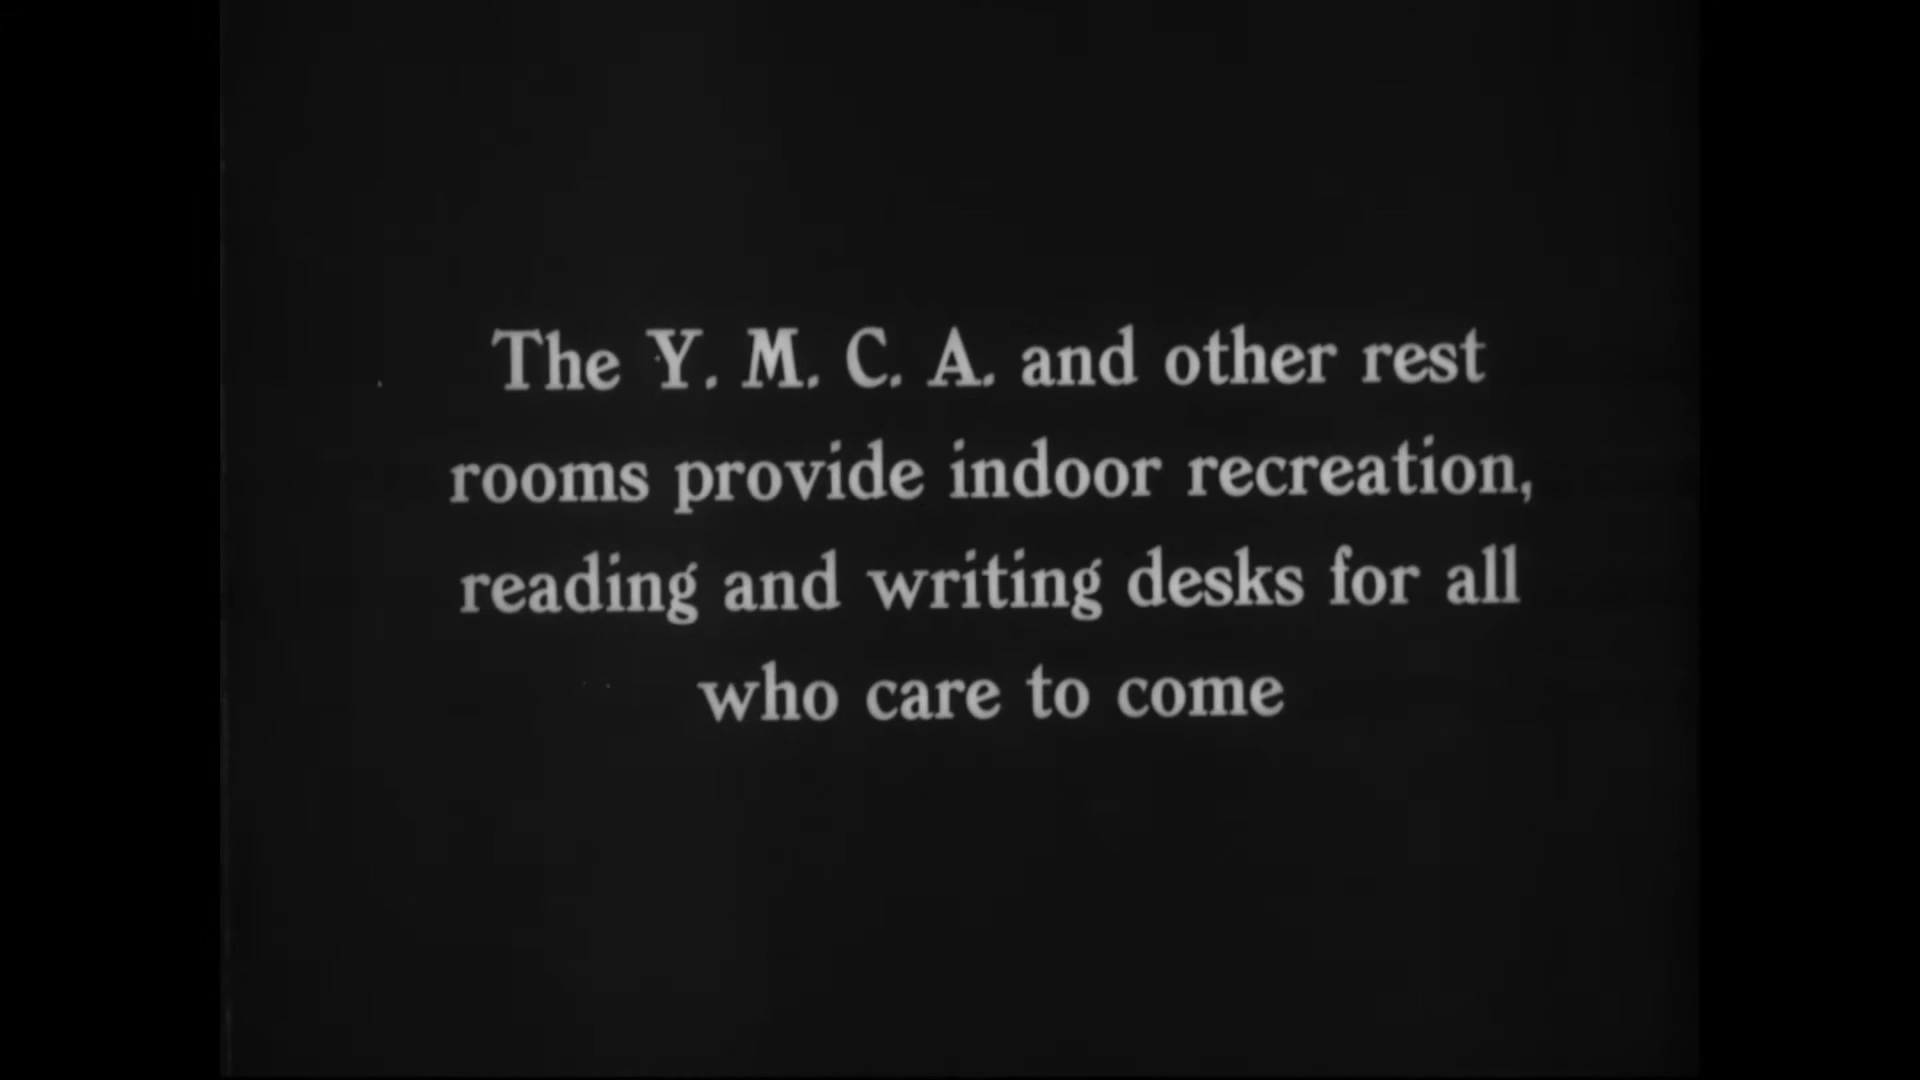 The Y. M. C. A. and other rest
rooms provide indoor recreation,
reading and writing desks for all
who care to come